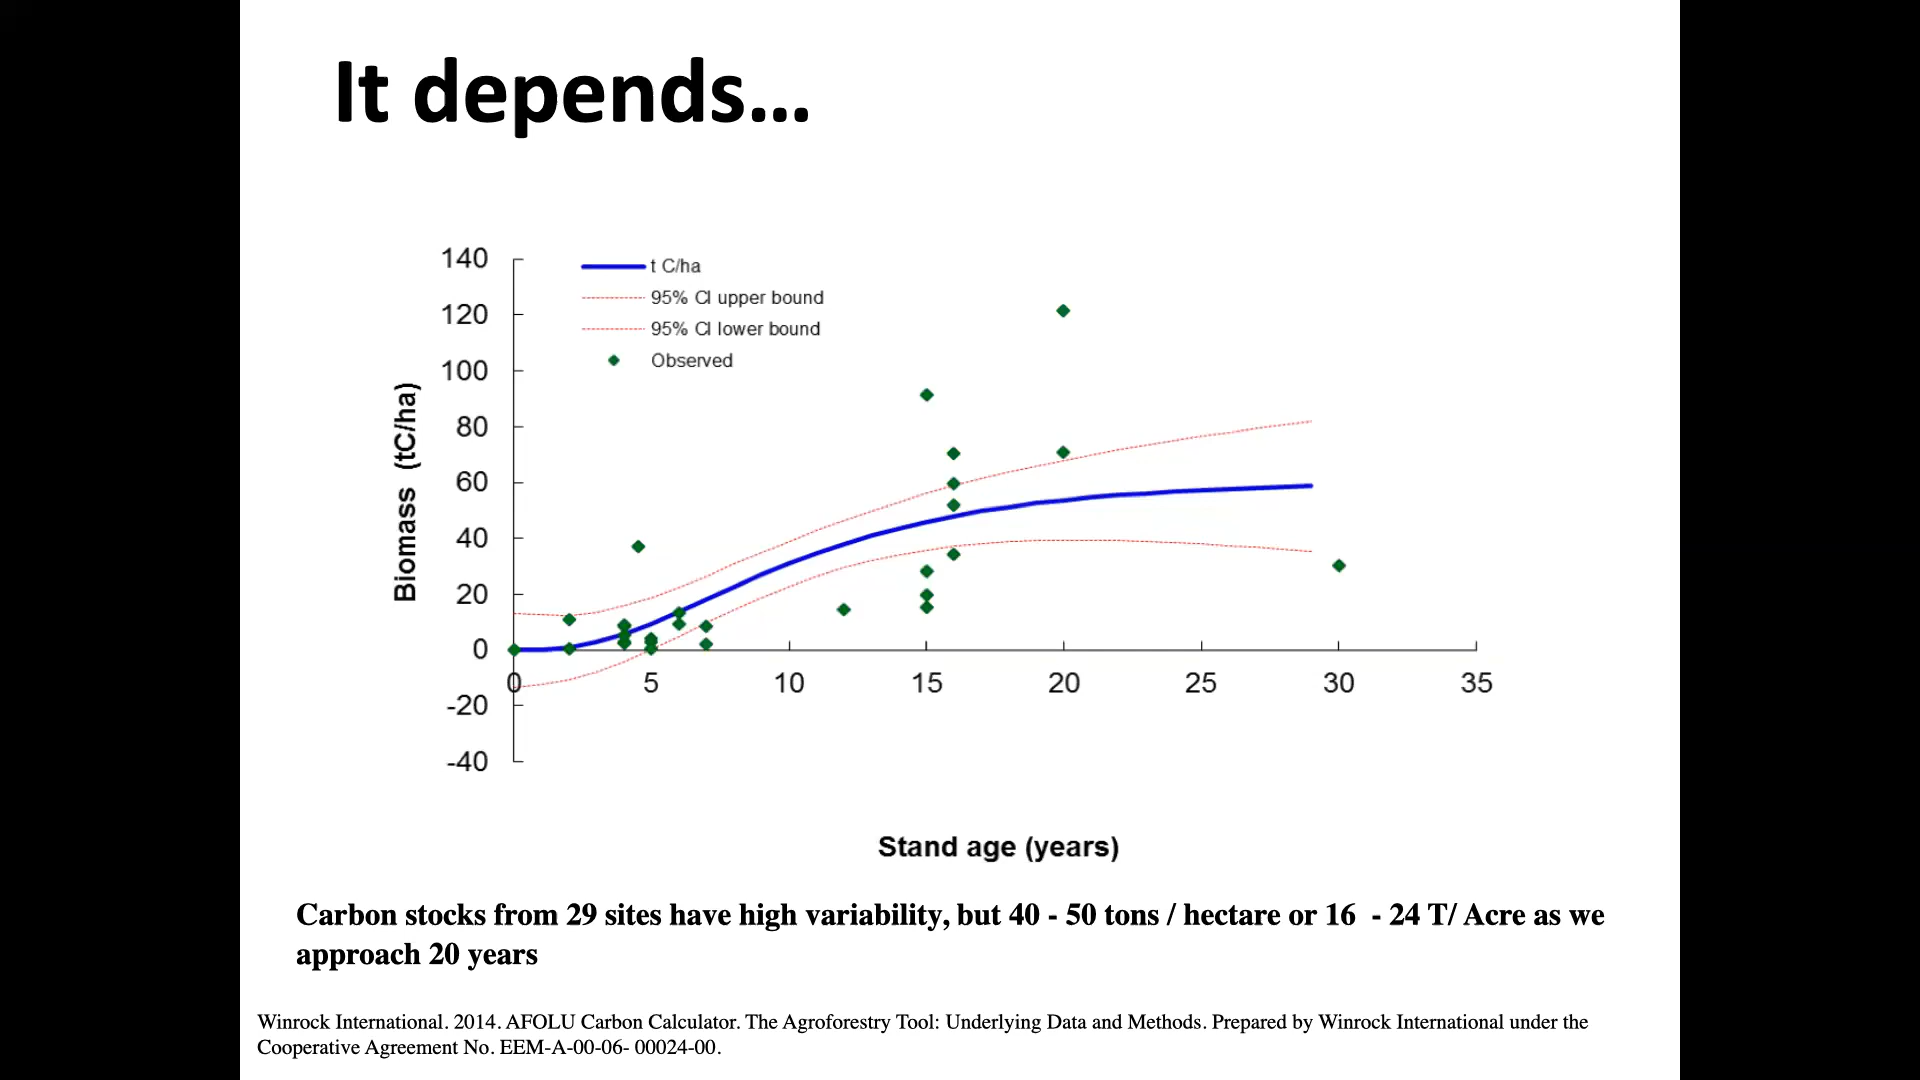 It depends...
140
120
100
80
60
40
20
0
-20
-40
t C/ha
95% CI upper bound
95% CI lower bound
Observed
Biomass (tC/ha)
0 5 10 15 20 25 30 35
Stand age (years)
Carbon stocks from 29 sites have high variability, but 40 - 50 tons / hectare or 16 - 24 T/ Acre as we
approach 20 years
Winrock International. 2014. AFOLU Carbon Calculator. The Agroforestry Tool: Underlying Data and Methods. Prepared by Winrock International under the
Cooperative Agreement No. EEM-A-00-06- 00024-00.